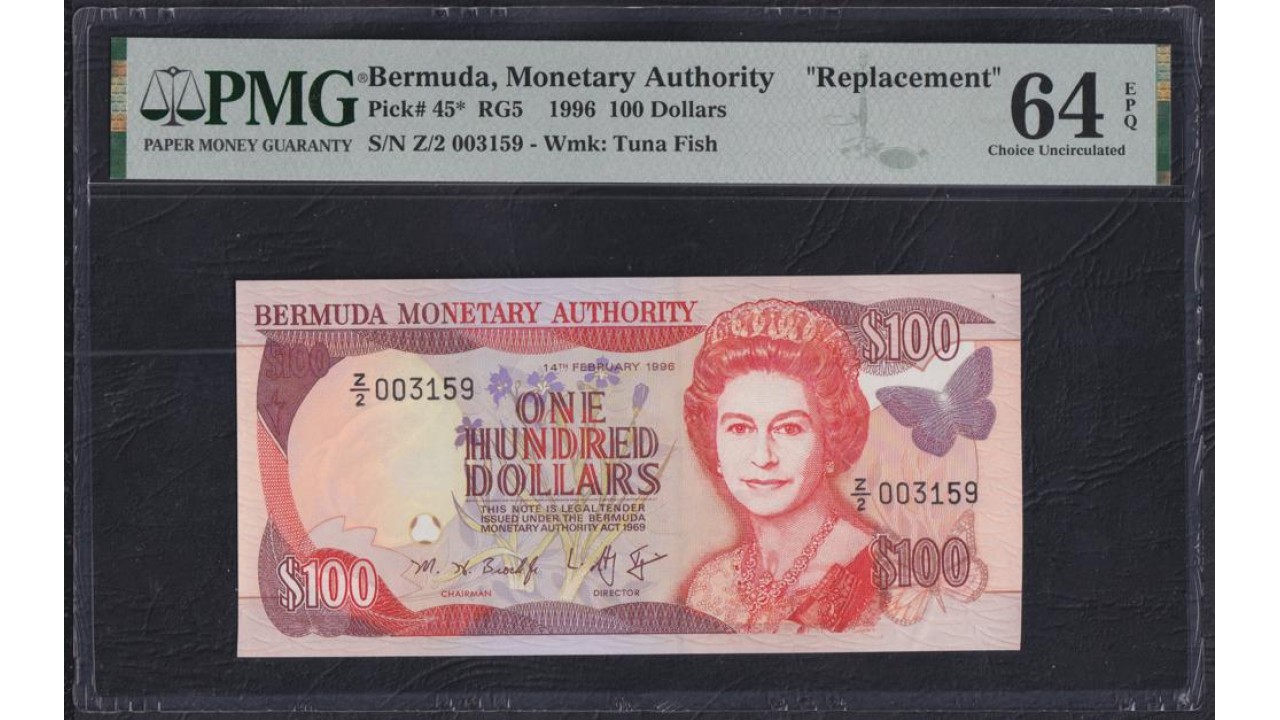 PMG®
PAPER MONEY GUARANTY
Bermuda, Monetary Authority "Replacement"
Pick# 45* RG5 1996 100 Dollars
S/N Z/2 003159 - Wmk: Tuna Fish
64
EPQ
Choice Uncirculated
BERMUDA MONETARY AUTHORITY
$100
$100
14TH FEBRUARY 1996
Z/2 003159
ONE
HUNDRED
DOLLARS
Z/2 003159
THIS NOTE IS LEGAL TENDER
ISSUED UNDER THE BERMUDA
MONETARY AUTHORITY ACT 1969
$100
$100
CHAIRMAN
DIRECTOR